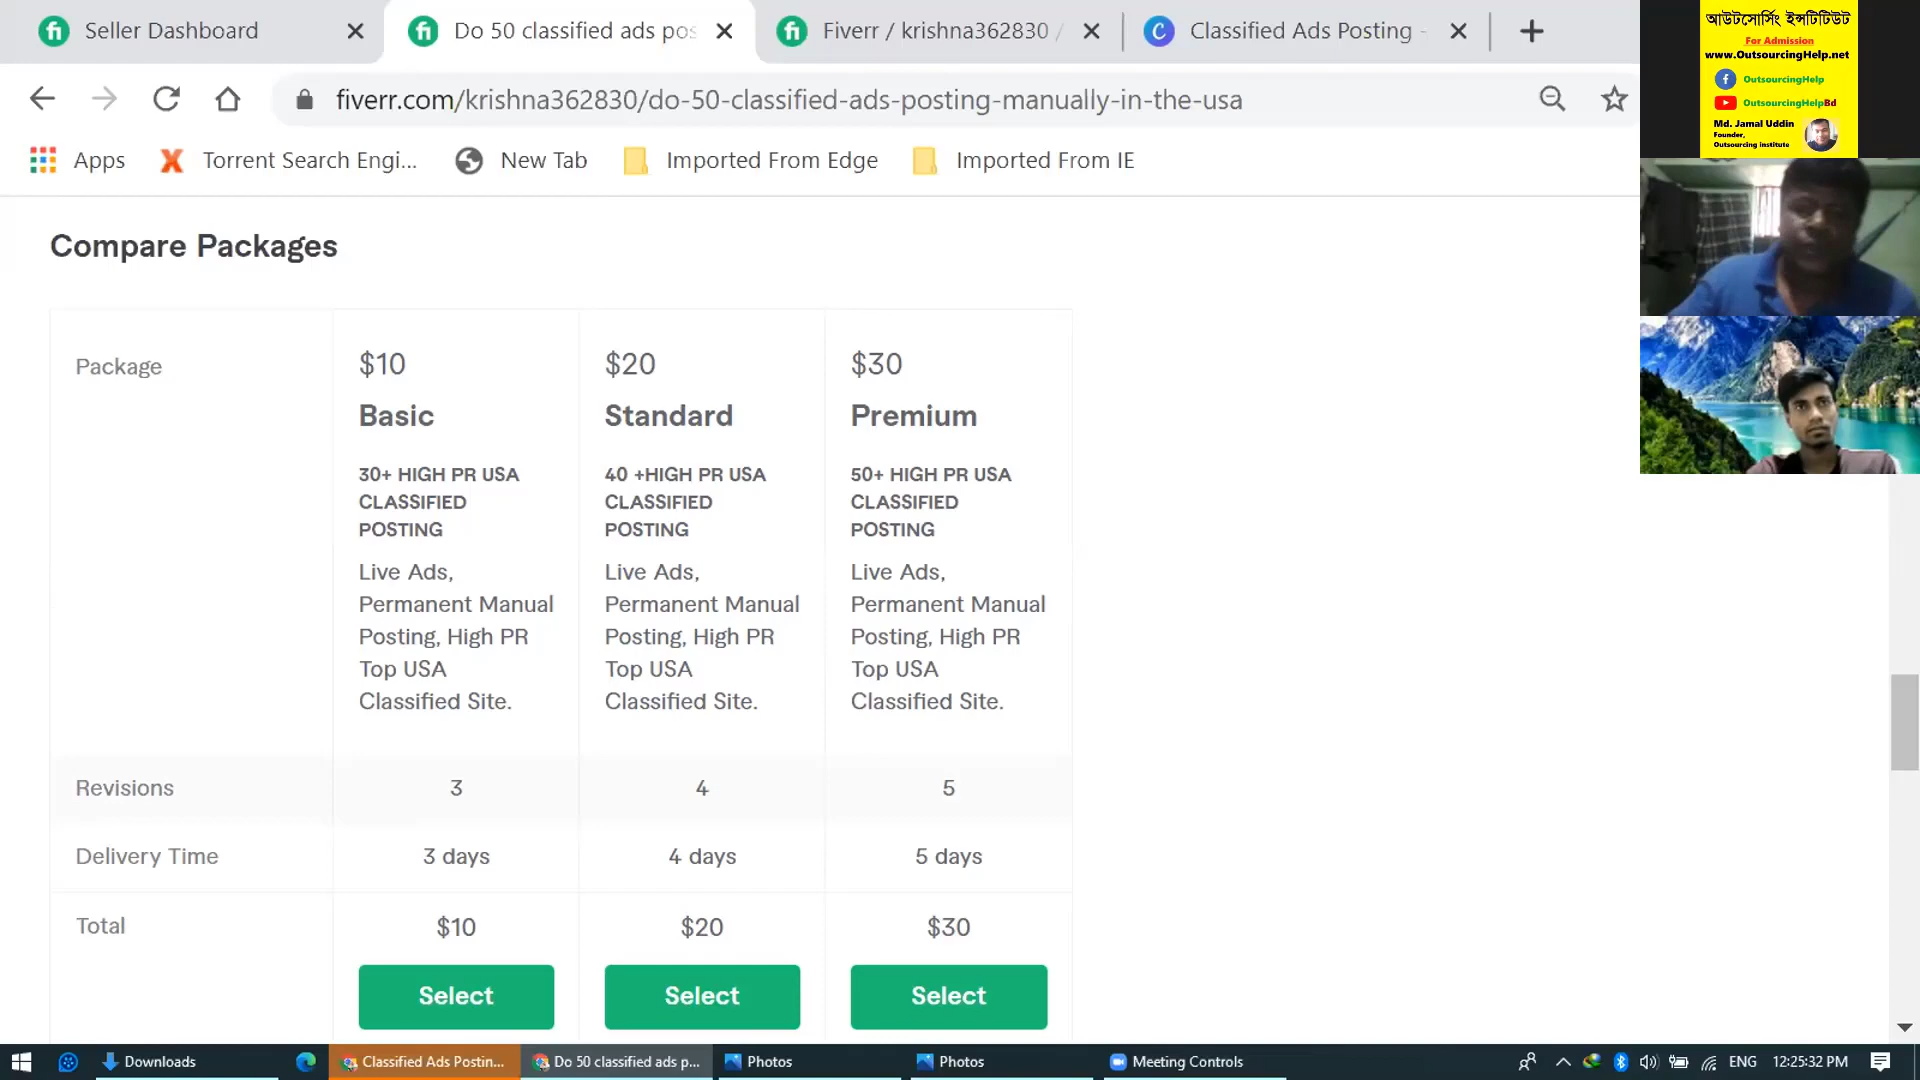 Seller Dashboard
Do 50 classified ads pos
Fiverr / krishna362830 /
Classified Ads Posting -
fiverr.com/krishna362830/do-50-classified-ads-posting-manually-in-the-usa
Apps
Torrent Search Engi...
New Tab
Imported From Edge
Imported From IE
আউটসোর্সিং ইন্সটিটিউট
For Admission
www.OutsourcingHelp.net
OutsourcingHelp
OutsourcingHelpBd
Md. Jamal Uddin
Founder,
Outsourcing institute
Compare Packages
Package
$10
Basic
30+ HIGH PR USA
CLASSIFIED
POSTING
Live Ads,
Permanent Manual
Posting, High PR
Top USA
Classified Site.
$20
Standard
40 +HIGH PR USA
CLASSIFIED
POSTING
Live Ads,
Permanent Manual
Posting, High PR
Top USA
Classified Site.
$30
Premium
50+ HIGH PR USA
CLASSIFIED
POSTING
Live Ads,
Permanent Manual
Posting, High PR
Top USA
Classified Site.
Revisions 3 4 5
Delivery Time 3 days 4 days 5 days
Total $10 $20 $30
Select Select Select
Downloads
Classified Ads Postin...
Do 50 classified ads p...
Photos
Photos
Meeting Controls
ENG
12:25:32 PM